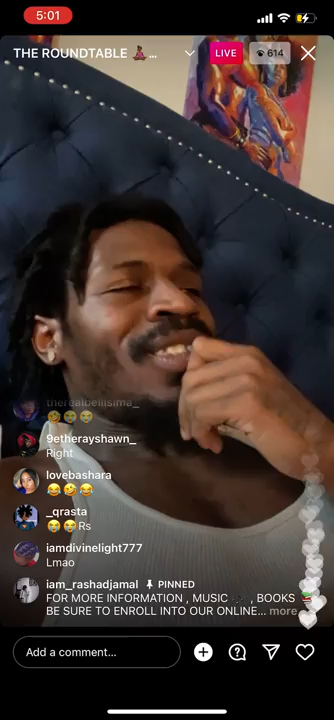 5:01
THE ROUNDTABLE 🧘🏾‍♀️ …
LIVE
614
therealbellisima_
🤣😭😭
9etherayshawn_
Right
lovebashara
😂🤣😂
_qrasta
😭😭Rs
iamdivinelight777
Lmao
iam_rashadjamal PINNED
FOR MORE INFORMATION , MUSIC 🎶 , BOOKS 📚
BE SURE TO ENROLL INTO OUR ONLINE... more
Add a comment...